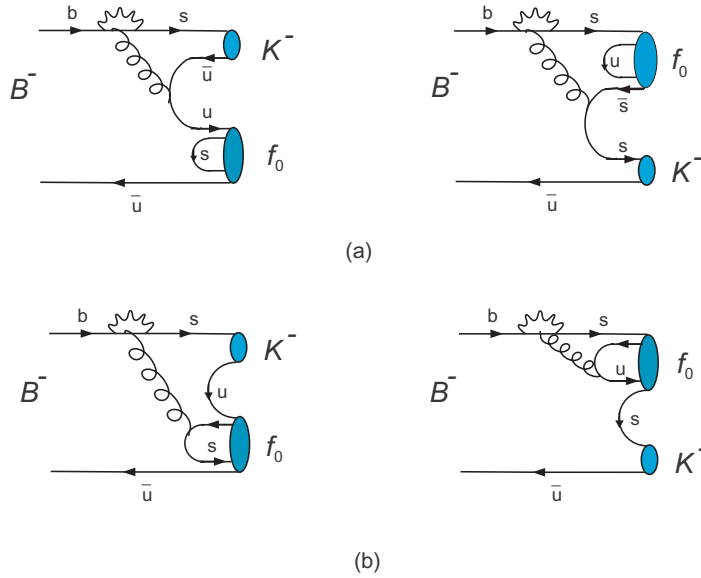 b s K⁻ b s
u̅ u f₀
B⁻ B⁻ s̅
u s
s f₀ K⁻
u̅ u̅
(a)
b s K⁻ b s
u u f₀
B⁻ B⁻ s
s f₀ K⁻
u̅ u̅
(b)